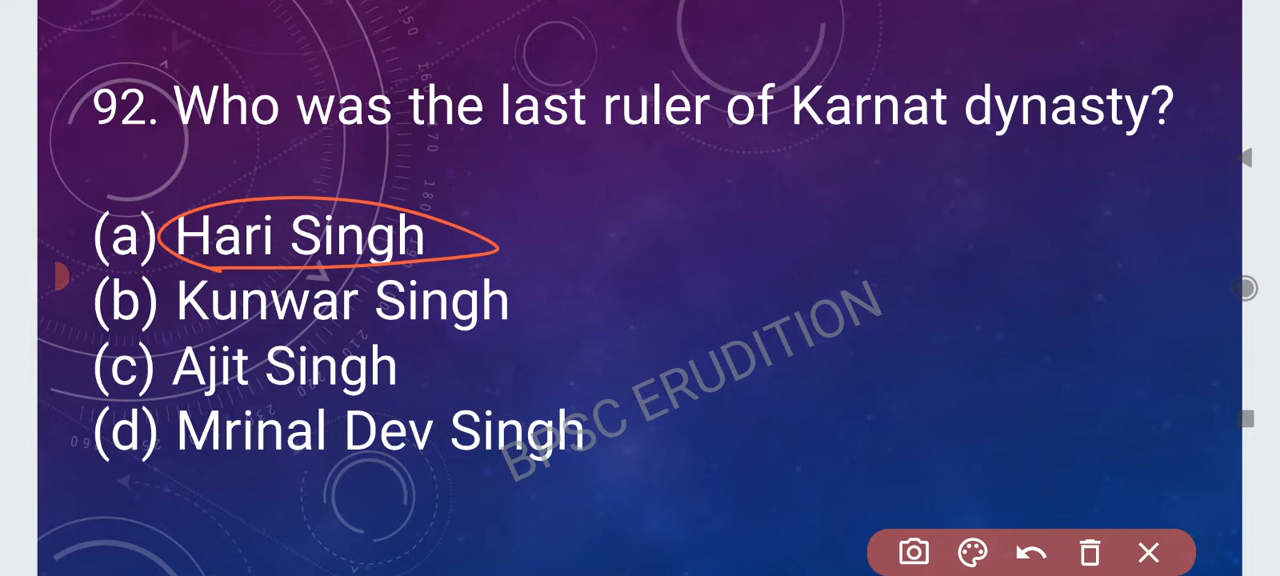 92. Who was the last ruler of Karnat dynasty?
(a) Hari Singh
(b) Kunwar Singh
(c) Ajit Singh
(d) Mrinal Dev Singh
BPSC ERUDITION